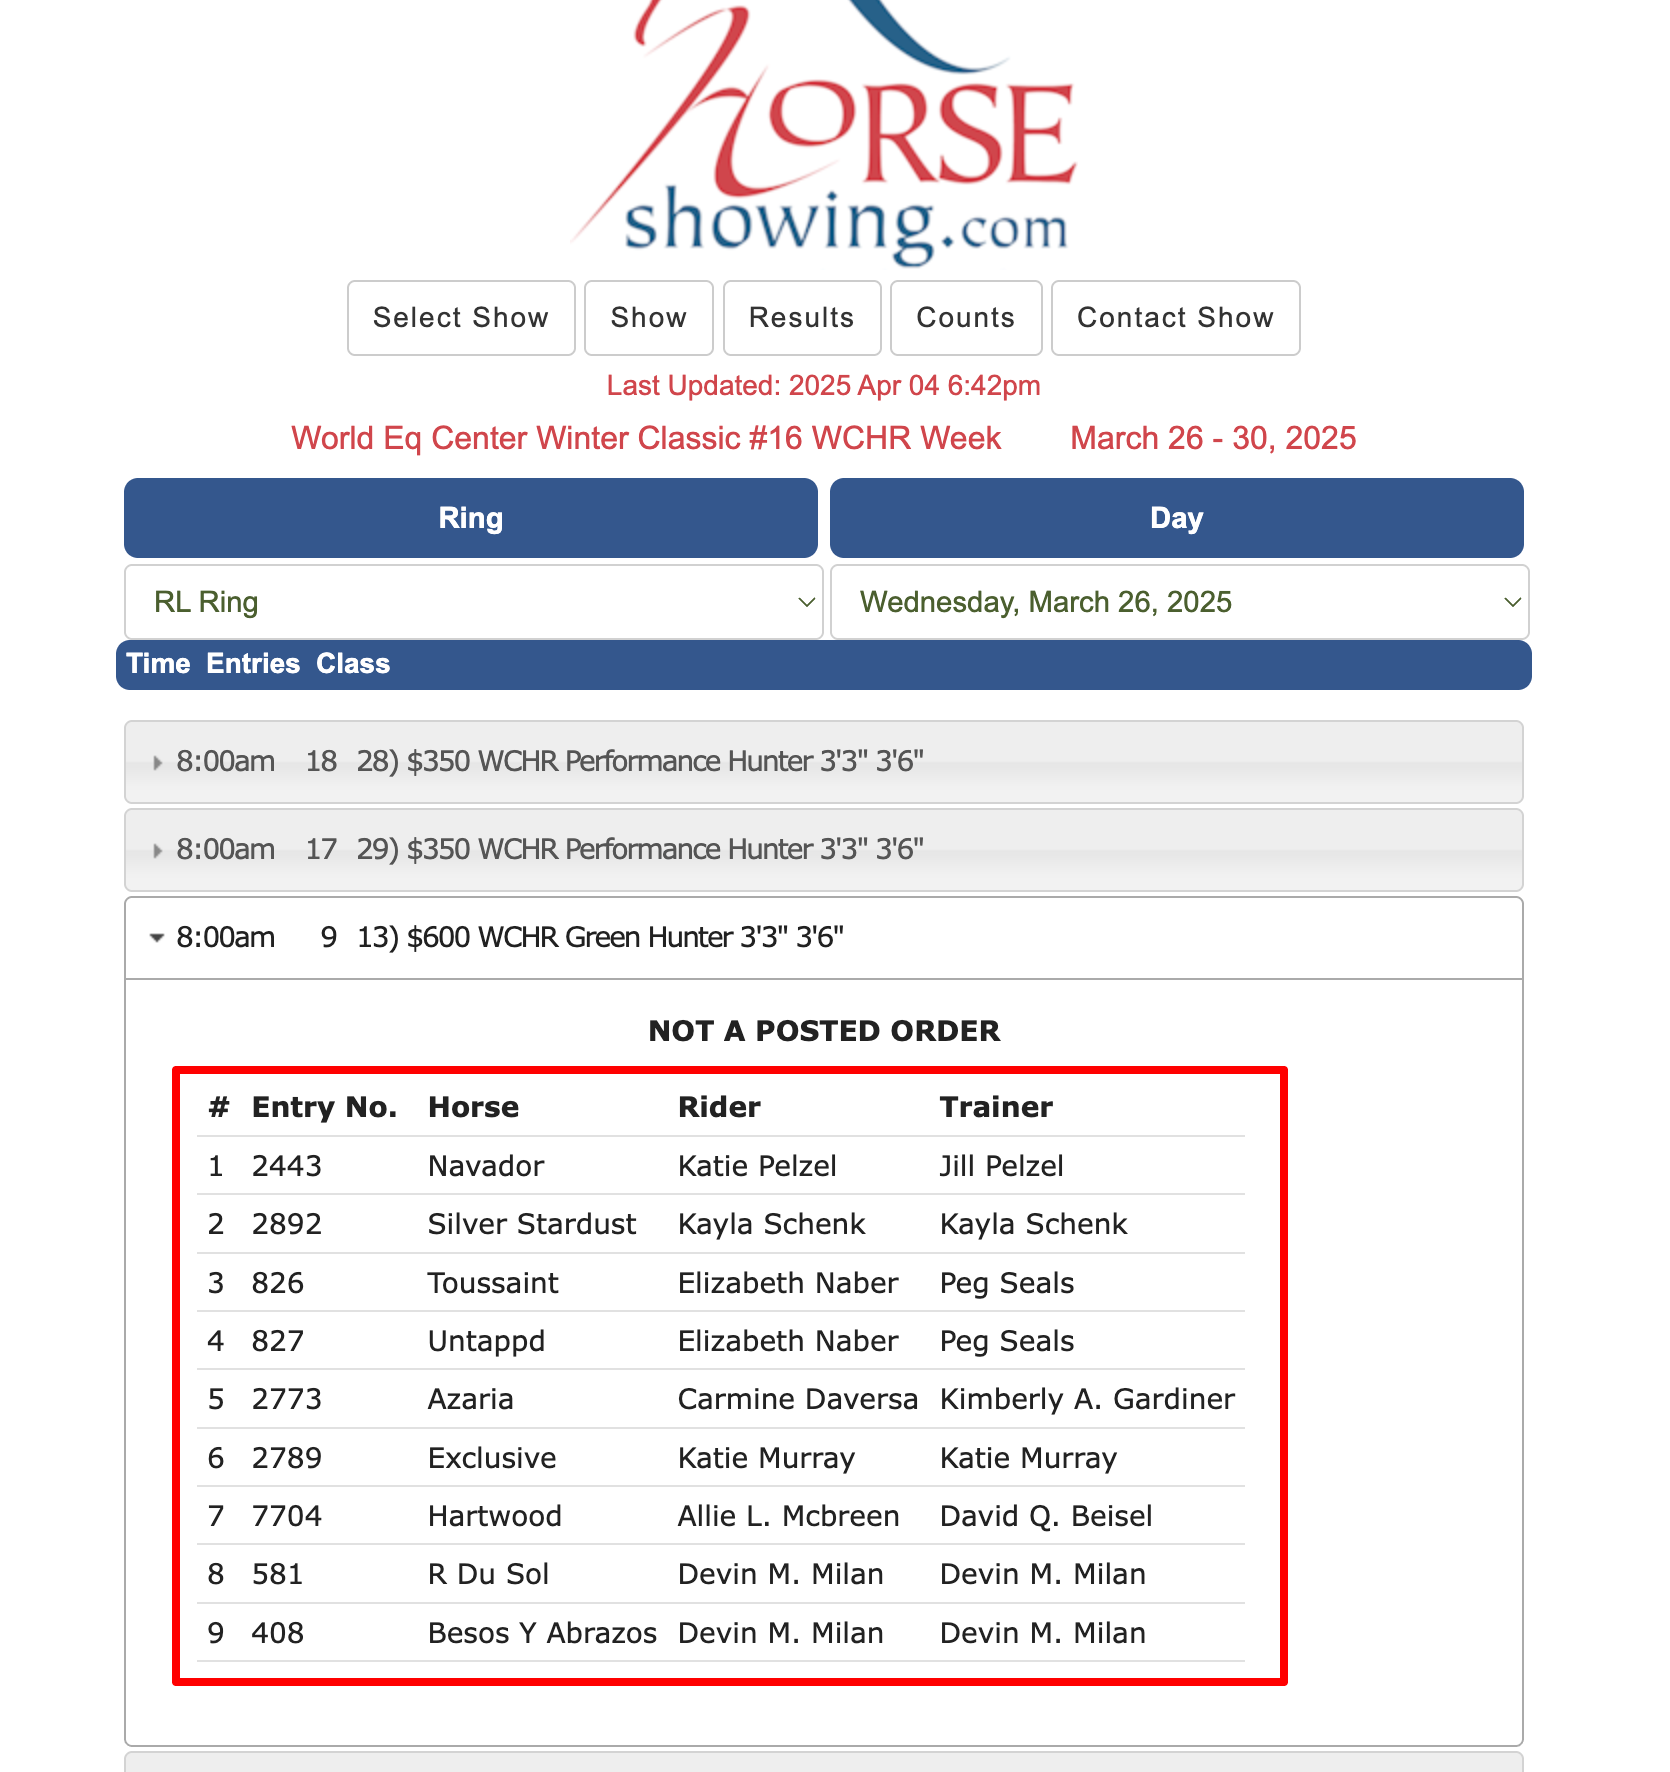 HORSE
showing.com
Select Show Show Results Counts Contact Show
Last Updated: 2025 Apr 04 6:42pm
World Eq Center Winter Classic #16 WCHR Week March 26 - 30, 2025
Ring Day
RL Ring Wednesday, March 26, 2025
Time Entries Class
8:00am 18 28) $350 WCHR Performance Hunter 3'3" 3'6"
8:00am 17 29) $350 WCHR Performance Hunter 3'3" 3'6"
8:00am 9 13) $600 WCHR Green Hunter 3'3" 3'6"
NOT A POSTED ORDER
# Entry No. Horse Rider Trainer
1 2443 Navador Katie Pelzel Jill Pelzel
2 2892 Silver Stardust Kayla Schenk Kayla Schenk
3 826 Toussaint Elizabeth Naber Peg Seals
4 827 Untappd Elizabeth Naber Peg Seals
5 2773 Azaria Carmine Daversa Kimberly A. Gardiner
6 2789 Exclusive Katie Murray Katie Murray
7 7704 Hartwood Allie L. Mcbreen David Q. Beisel
8 581 R Du Sol Devin M. Milan Devin M. Milan
9 408 Besos Y Abrazos Devin M. Milan Devin M. Milan